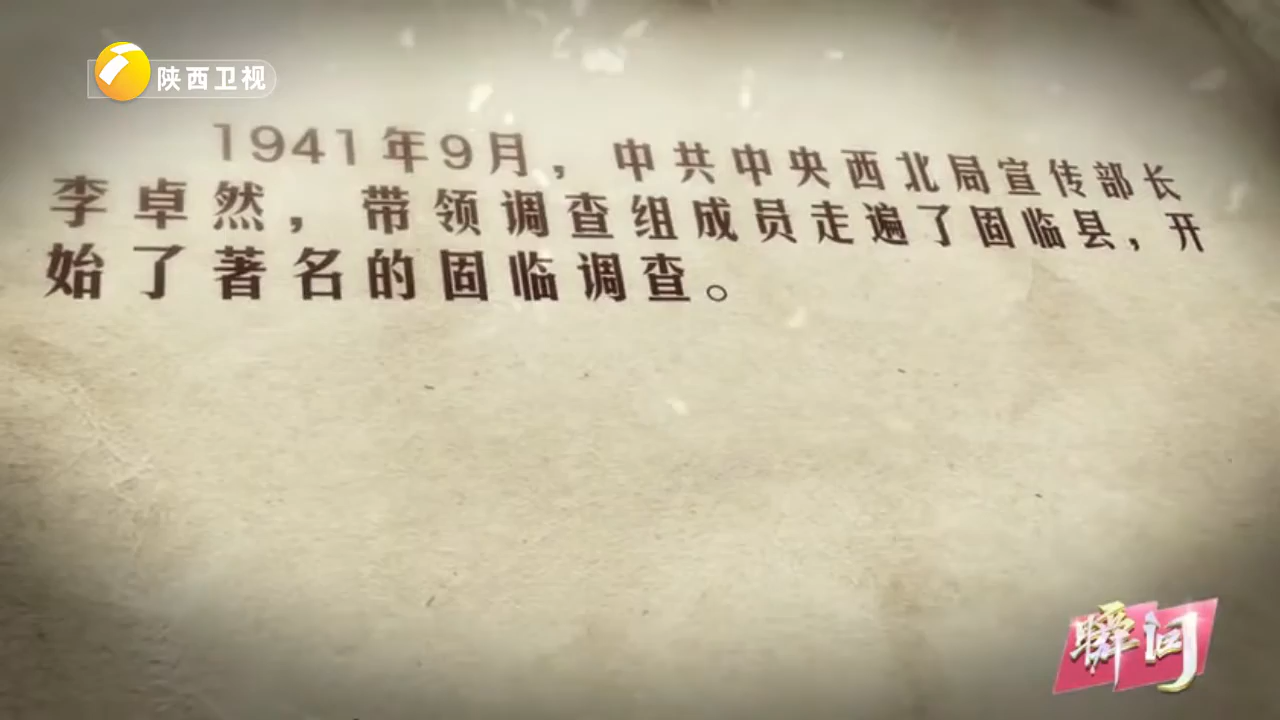 陕西卫视
1941年9月，中共中央西北局宣传部长
李卓然，带领调查组成员走遍了固临县，开
始了著名的固临调查。
瞬间